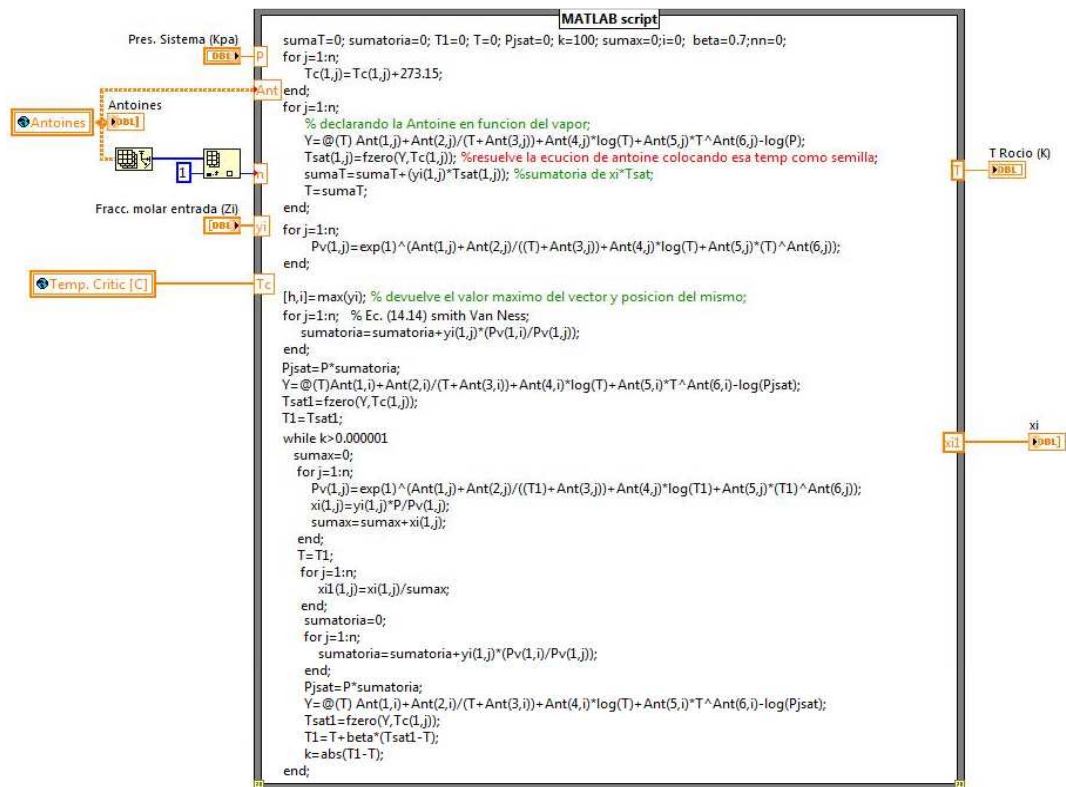 MATLAB script
Pres. Sistema (Kpa)
DBL
P
Ant
Antoines
Antoines
DBL]
1
n
Fracc. molar entrada (Zi)
[DBL
yi
Temp. Critic [C]
Tc
sumaT=0; sumatoria=0; T1=0; T=0; Pjsat=0; k=100; sumax=0;i=0; beta=0.7;nn=0;
for j=1:n;
Tc(1,j)=Tc(1,j)+273.15;
end;
for j=1:n;
% declarando la Antoine en funcion del vapor;
Y=@(T) Ant(1,j)+Ant(2,j)/(T+Ant(3,j))+Ant(4,j)*log(T)+Ant(5,j)*T^Ant(6,j)-log(P);
Tsat(1,j)=fzero(Y,Tc(1,j)); %resuelve la ecucion de antoine colocando esa temp como semilla;
sumaT=sumaT+(yi(1,j)*Tsat(1,j)); %sumatoria de xi*Tsat;
T=sumaT;
end;
for j=1:n;
Pv(1,j)=exp(1)^(Ant(1,j)+Ant(2,j)/((T)+Ant(3,j))+Ant(4,j)*log(T)+Ant(5,j)*(T)^Ant(6,j));
end;
[h,i]=max(yi); % devuelve el valor maximo del vector y posicion del mismo;
for j=1:n; % Ec. (14.14) smith Van Ness;
sumatoria=sumatoria+yi(1,j)*(Pv(1,i)/Pv(1,j));
end;
Pjsat=P*sumatoria;
Y=@(T)Ant(1,i)+Ant(2,i)/(T+Ant(3,i))+Ant(4,i)*log(T)+Ant(5,i)*T^Ant(6,i)-log(Pjsat);
Tsat1=fzero(Y,Tc(1,j));
T1=Tsat1;
while k>0.000001
sumax=0;
for j=1:n;
Pv(1,j)=exp(1)^(Ant(1,j)+Ant(2,j)/((T1)+Ant(3,j))+Ant(4,j)*log(T1)+Ant(5,j)*(T1)^Ant(6,j));
xi(1,j)=yi(1,j)*P/Pv(1,j);
sumax=sumax+xi(1,j);
end;
T=T1;
for j=1:n;
xi1(1,j)=xi(1,j)/sumax;
end;
sumatoria=0;
for j=1:n;
sumatoria=sumatoria+yi(1,j)*(Pv(1,i)/Pv(1,j));
end;
Pjsat=P*sumatoria;
Y=@(T) Ant(1,i)+Ant(2,i)/(T+Ant(3,i))+Ant(4,i)*log(T)+Ant(5,i)*T^Ant(6,i)-log(Pjsat);
Tsat1=fzero(Y,Tc(1,j));
T1=T+beta*(Tsat1-T);
k=abs(T1-T);
end;
T
T Rocio (K)
DBL
xi1
xi
DBL]